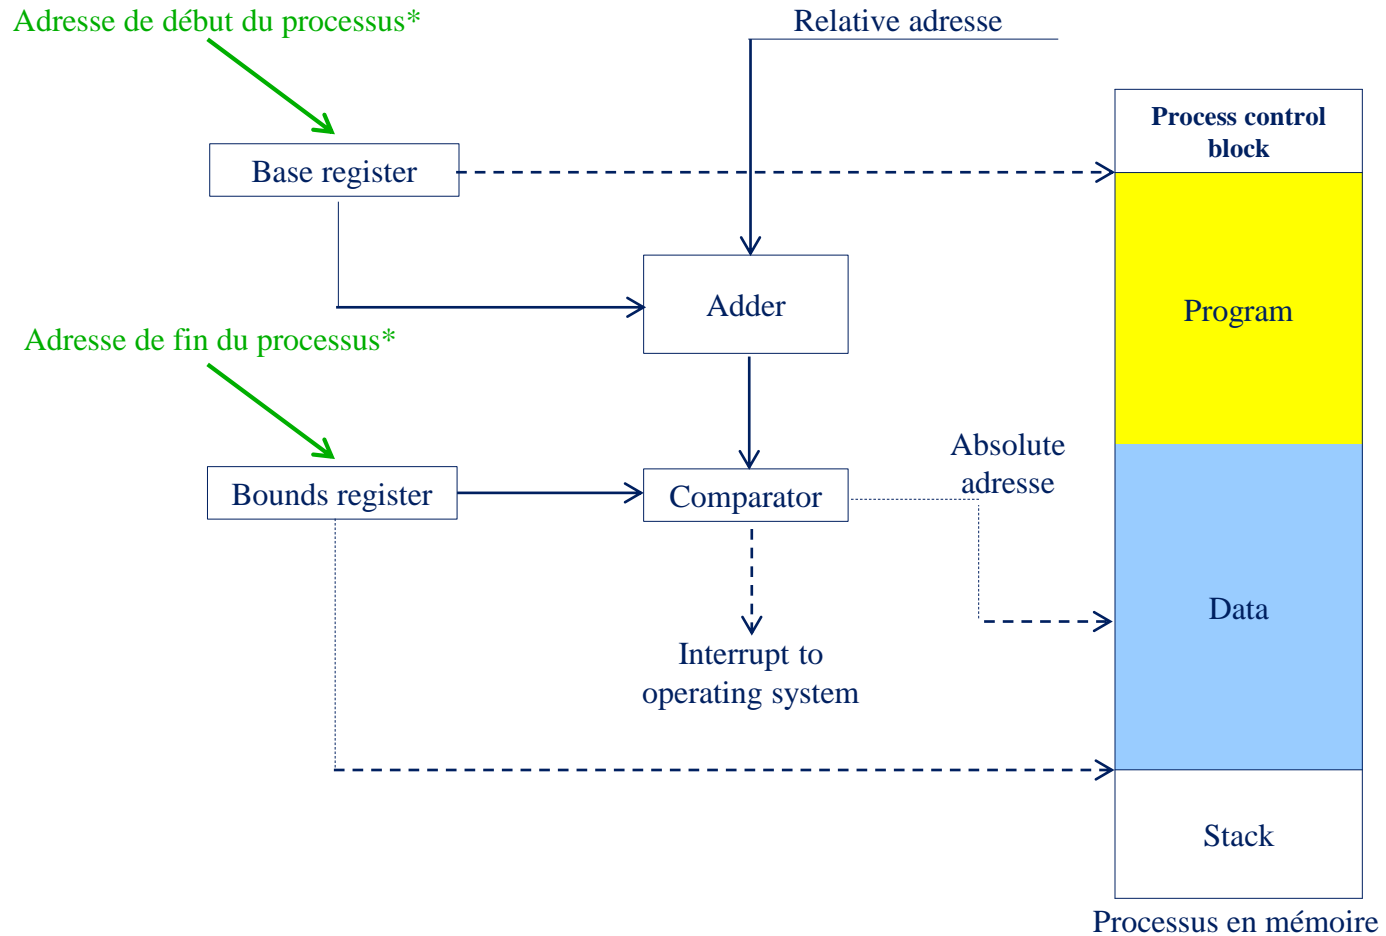 Adresse de début du processus*
Relative adresse
Process control
block
Base register
Adder
Program
Adresse de fin du processus*
Absolute
adresse
Bounds register
Comparator
Data
Interrupt to
operating system
Stack
Processus en mémoire